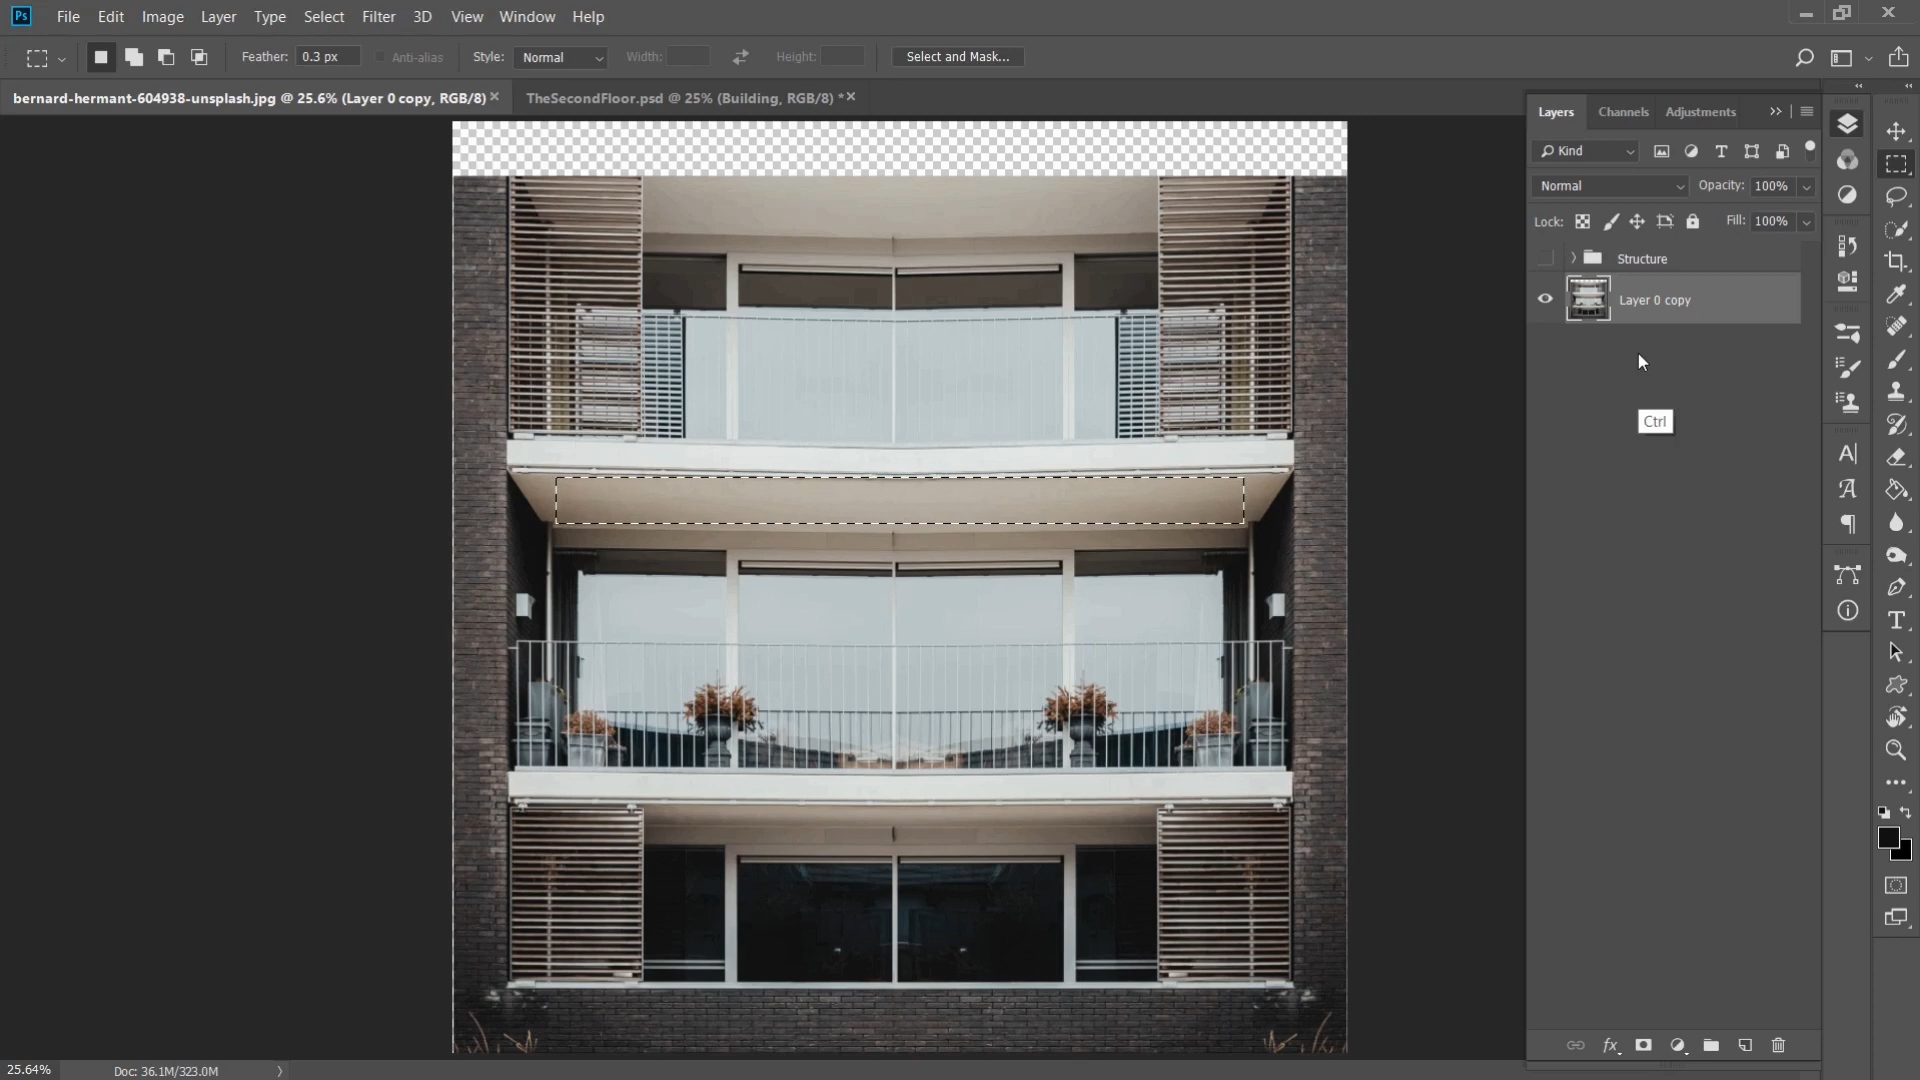 Ps File Edit Image Layer Type Select Filter 3D View Window Help
Feather: 0.3 px Anti-alias Style: Normal Width: Height: Select and Mask...
bernard-hermant-604938-unsplash.jpg @ 25.6% (Layer 0 copy, RGB/8) TheSecondFloor.psd @ 25% (Building, RGB/8) *
Layers Channels Adjustments
Kind
Normal Opacity: 100%
Lock: Fill: 100%
Structure
Layer 0 copy
Ctrl
25.64% Doc: 36.1M/323.0M